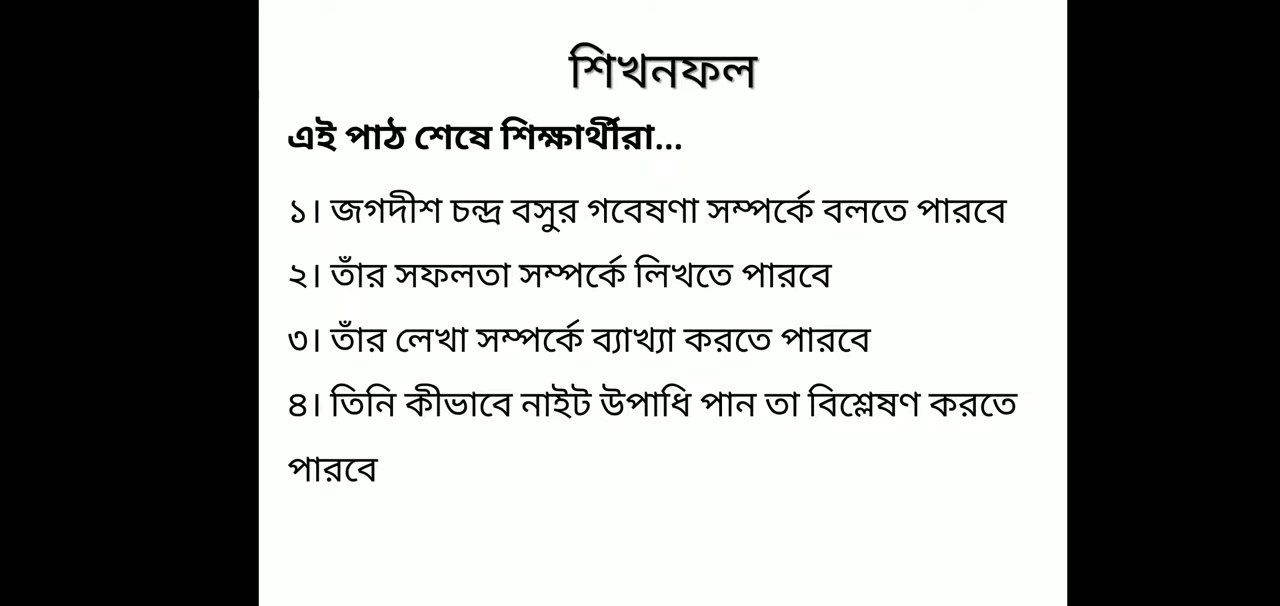 শিখনফল
এই পাঠ শেষে শিক্ষার্থীরা...
১। জগদীশ চন্দ্র বসুর গবেষণা সম্পর্কে বলতে পারবে
২। তাঁর সফলতা সম্পর্কে লিখতে পারবে
৩। তাঁর লেখা সম্পর্কে ব্যাখ্যা করতে পারবে
৪। তিনি কীভাবে নাইট উপাধি পান তা বিশ্লেষণ করতে
পারবে